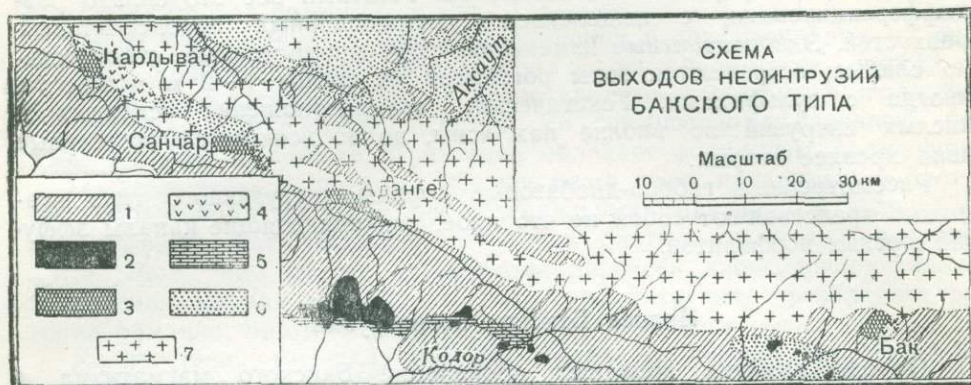 Кардывач
Аксаут
СХЕМА
ВЫХОДОВ НЕОИНТРУЗИЙ
БАКСКОГО ТИПА
Санчар
Масштаб
10 0 10 20 30 км
Аданге
1 4
2 5
3 6
7
Кодор
Бак